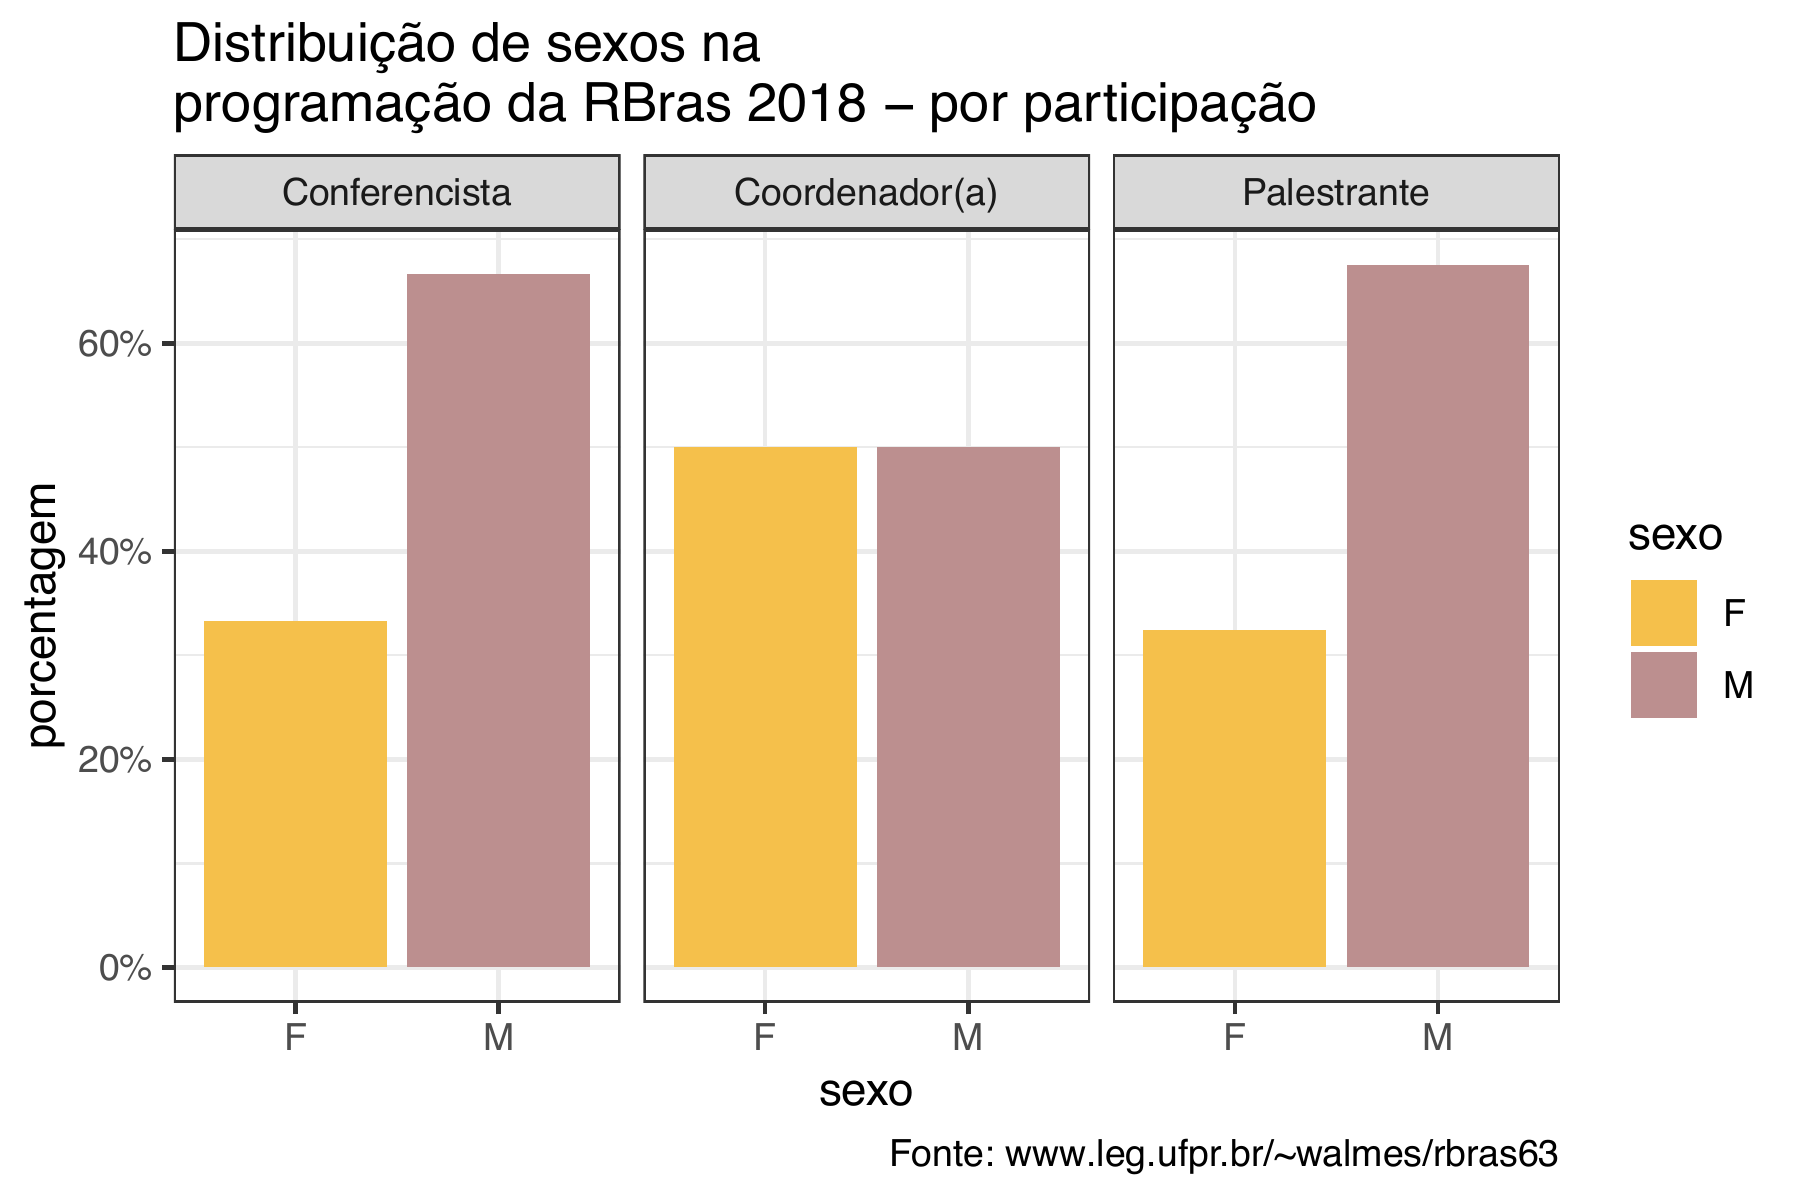 Distribuição de sexos na
programação da RBras 2018 − por participação
Conferencista
Coordenador(a)
Palestrante
porcentagem
60%
40%
20%
0%
F
M
F
M
F
M
sexo
sexo
F
M
Fonte: www.leg.ufpr.br/~walmes/rbras63